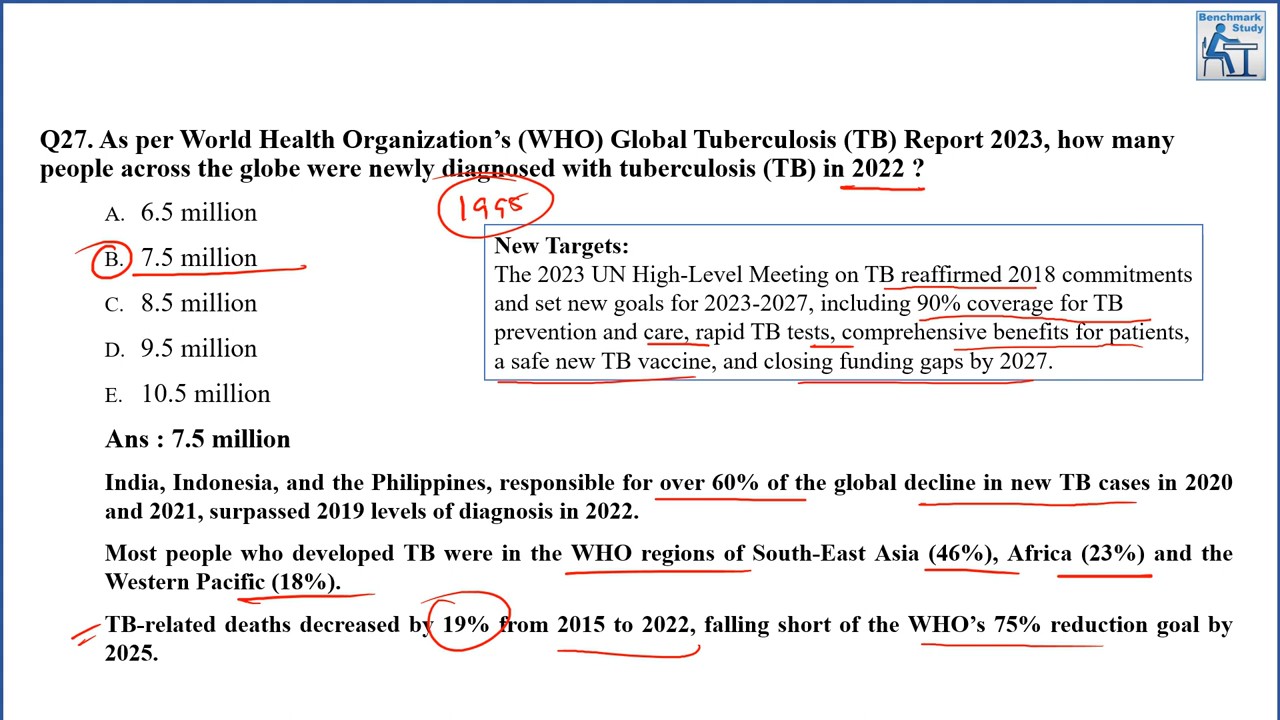 Benchmark
Study
Q27. As per World Health Organization’s (WHO) Global Tuberculosis (TB) Report 2023, how many
people across the globe were newly diagnosed with tuberculosis (TB) in 2022 ?
A. 6.5 million
1995
B. 7.5 million
C. 8.5 million
D. 9.5 million
E. 10.5 million
New Targets:
The 2023 UN High-Level Meeting on TB reaffirmed 2018 commitments
and set new goals for 2023-2027, including 90% coverage for TB
prevention and care, rapid TB tests, comprehensive benefits for patients,
a safe new TB vaccine, and closing funding gaps by 2027.
Ans : 7.5 million
India, Indonesia, and the Philippines, responsible for over 60% of the global decline in new TB cases in 2020
and 2021, surpassed 2019 levels of diagnosis in 2022.
Most people who developed TB were in the WHO regions of South-East Asia (46%), Africa (23%) and the
Western Pacific (18%).
TB-related deaths decreased by 19% from 2015 to 2022, falling short of the WHO’s 75% reduction goal by
2025.